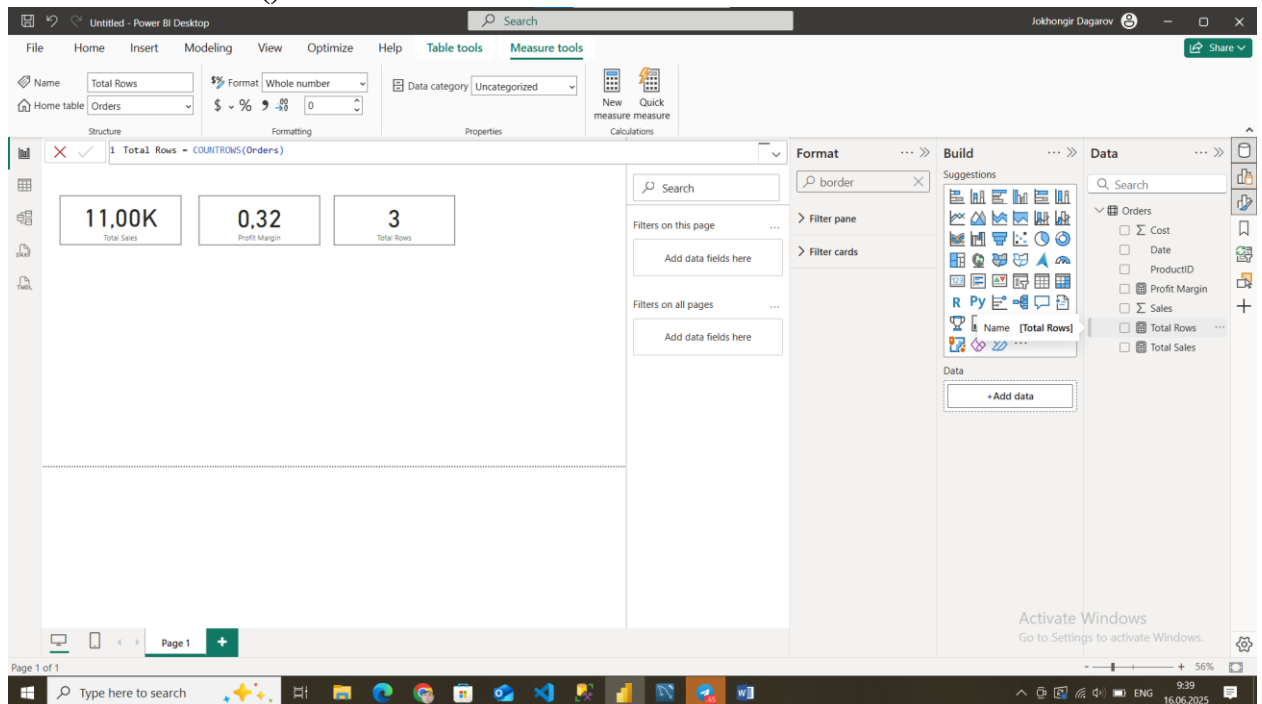 ()
Untitled - Power BI Desktop
Search
Jokhongir Dagarov
File Home Insert Modeling View Optimize Help Table tools Measure tools
Share
Name Total Rows
$% Format Whole number
Data category Uncategorized
Home table Orders
$ % 9 .00 0
New measure
Quick measure
Structure
Formatting
Properties
Calculations
1 Total Rows = COUNTROWS(Orders)
11,00K
Total Sales
0,32
Profit Margin
3
Total Rows
Search
Filters on this page ...
Add data fields here
Filters on all pages ...
Add data fields here
Format ...
border
Filter pane
Filter cards
Build ...
Suggestions
123
R Py
Name [Total Rows]
...
Data
+Add data
Data ...
Search
Orders
Σ Cost
Date
ProductID
Profit Margin
Σ Sales
Total Rows ...
Total Sales
DAX
TMDL
Activate Windows
Go to Settings to activate Windows.
Page 1
+
Page 1 of 1
- + 56%
Type here to search
ENG
9:39
16.06.2025